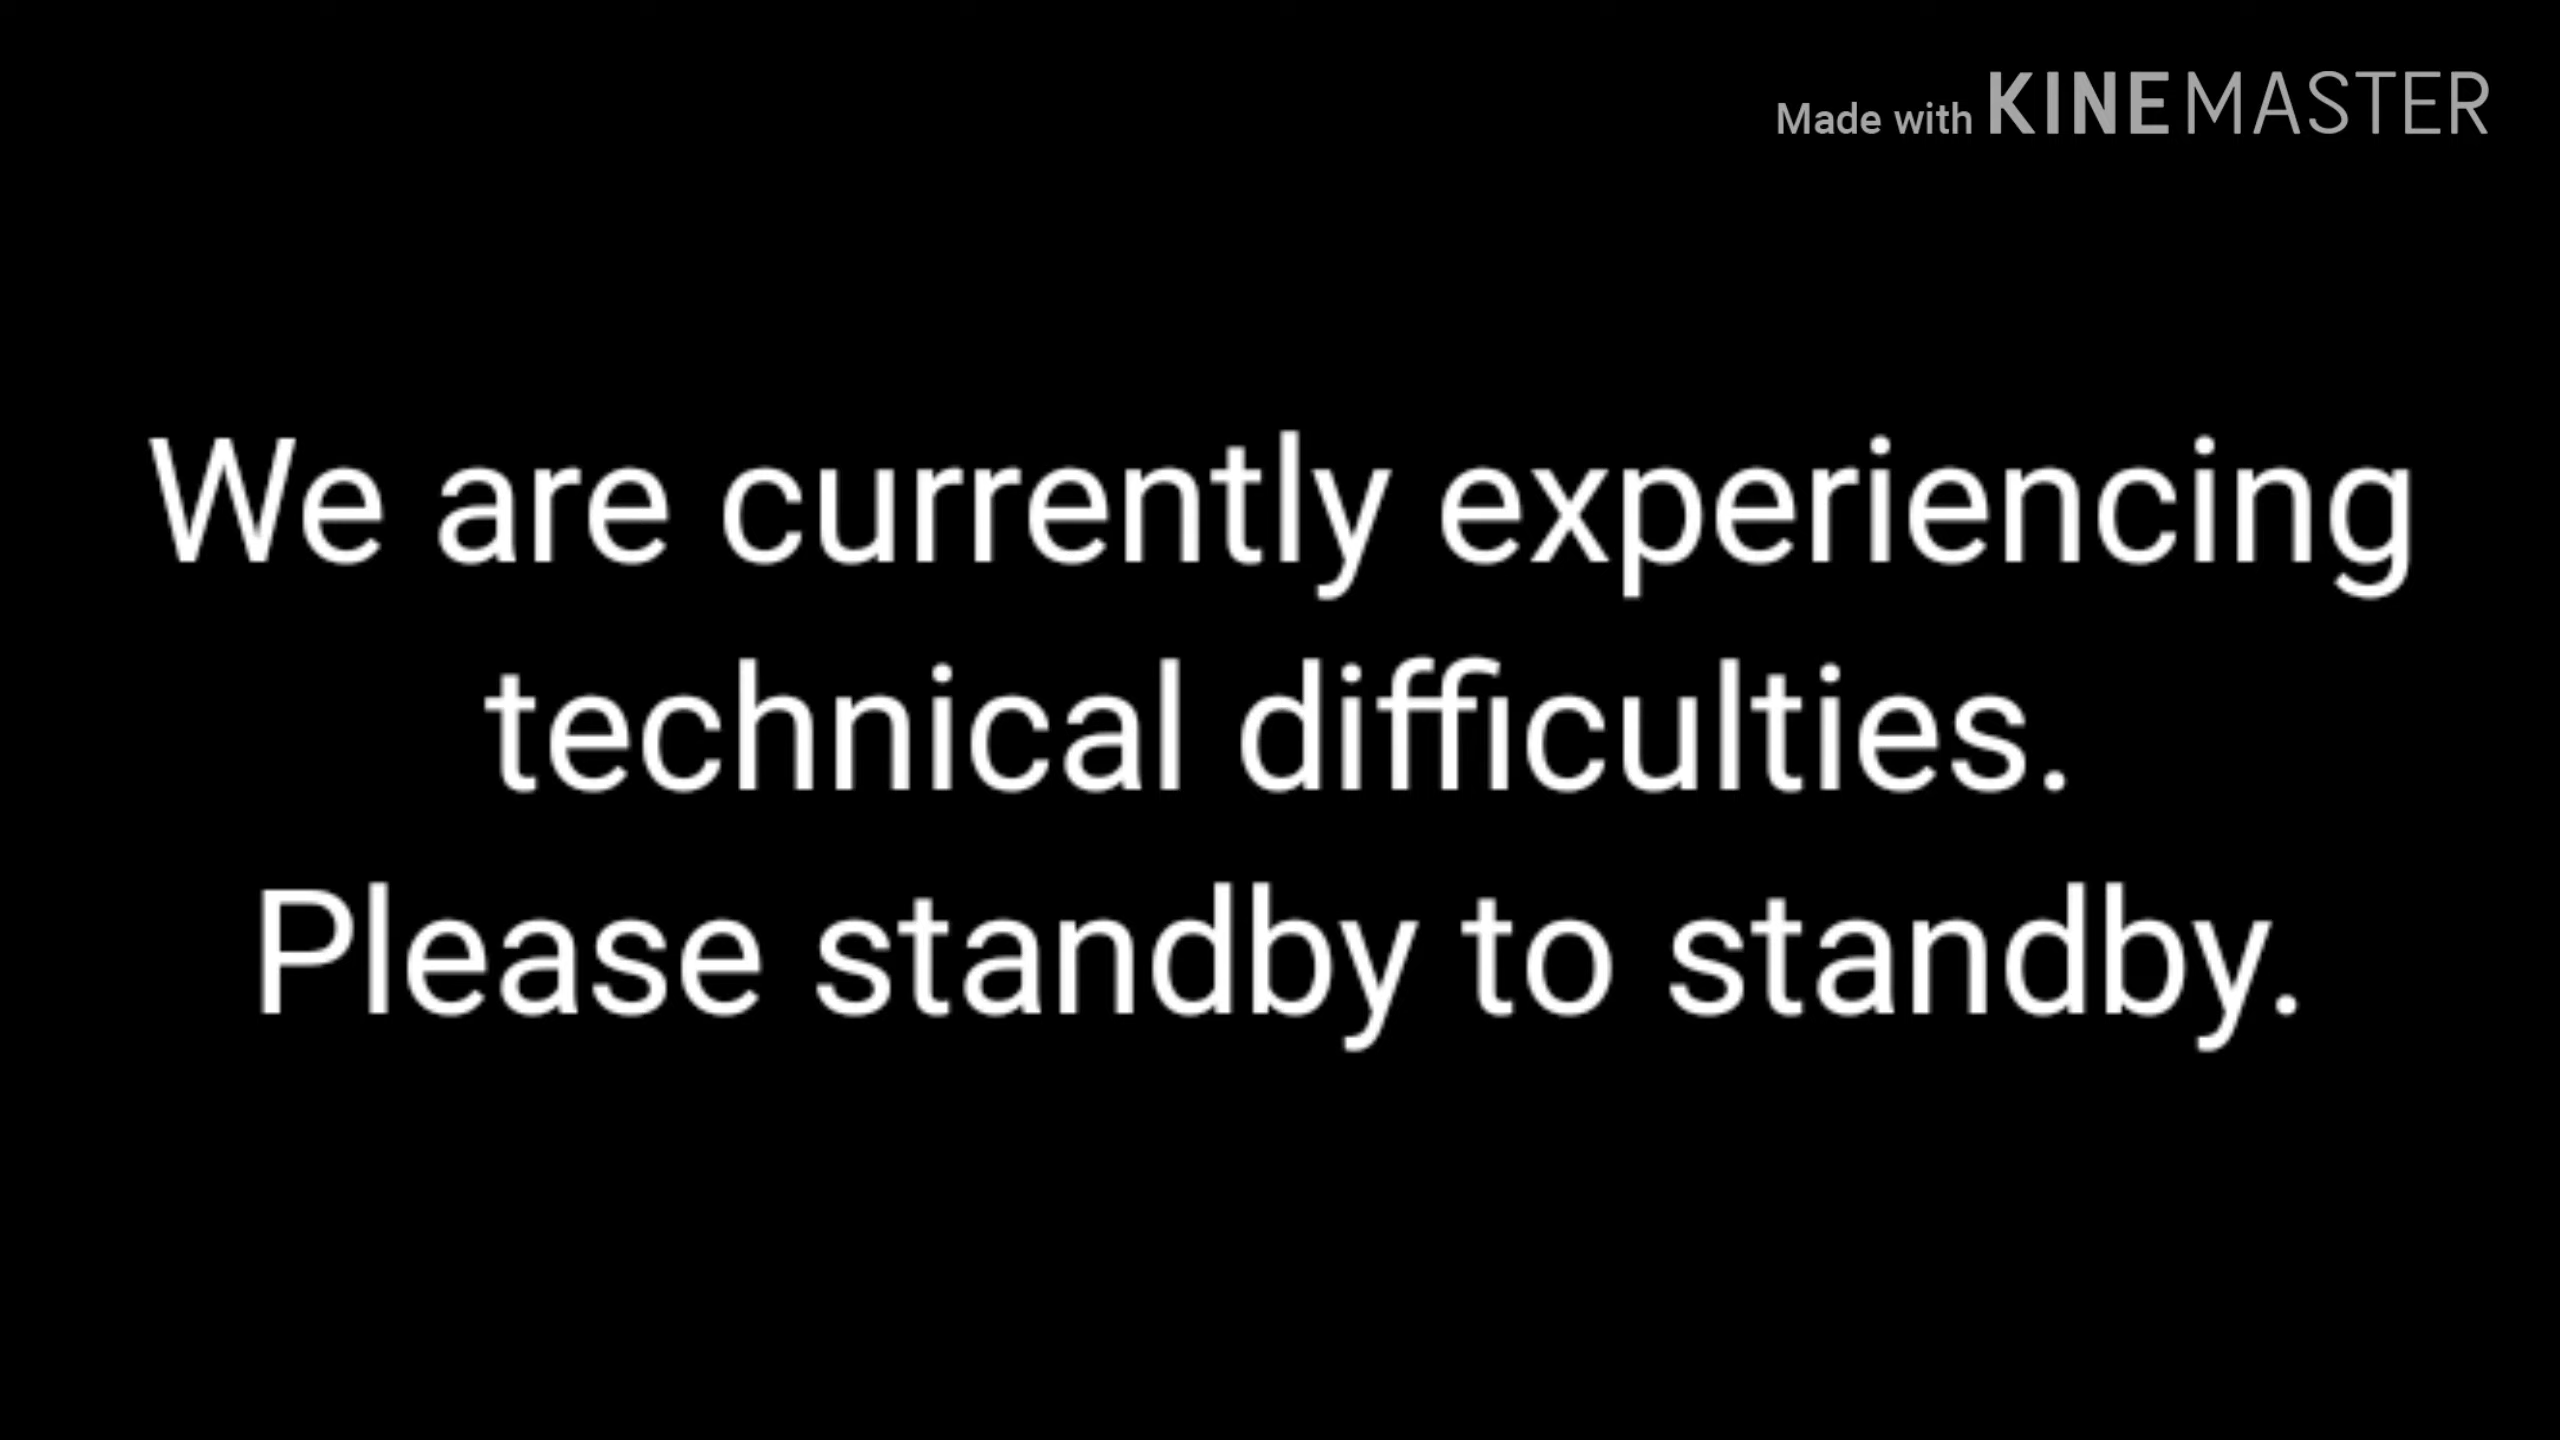 Made with KINEMASTER
We are currently experiencing
technical difficulties.
Please standby to standby.